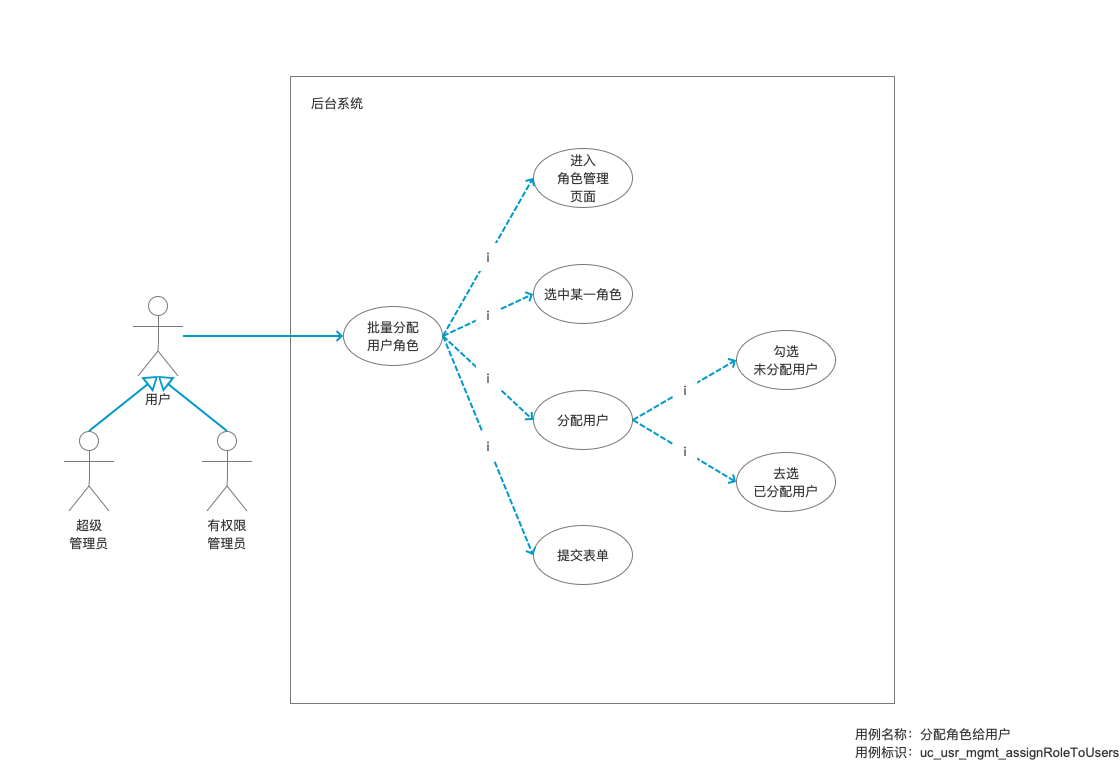 后台系统
进入
角色管理
页面
i
选中某一角色
i
批量分配
用户角色
勾选
未分配用户
i
i
用户
分配用户
i
i
去选
已分配用户
超级
管理员
有权限
管理员
提交表单
用例名称：分配角色给用户
用例标识：uc_usr_mgmt_assignRoleToUsers